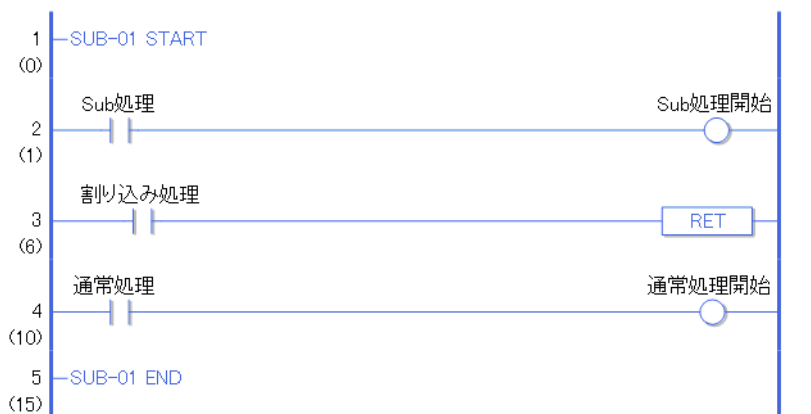 1 SUB-01 START
(0)
Sub処理 Sub処理開始
2
(1)
割り込み処理
3 RET
(6)
通常処理 通常処理開始
4
(10)
5 SUB-01 END
(15)